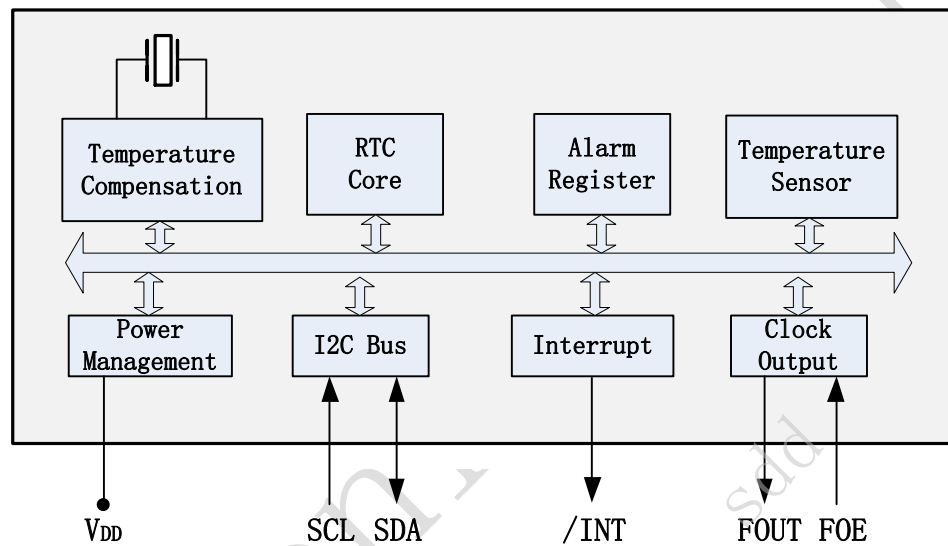 Temperature
Compensation
RTC
Core
Alarm
Register
Temperature
Sensor
Power
Management
I2C Bus
Interrupt
Clock
Output
VDD
SCL SDA
/INT
FOUT FOE
sdd